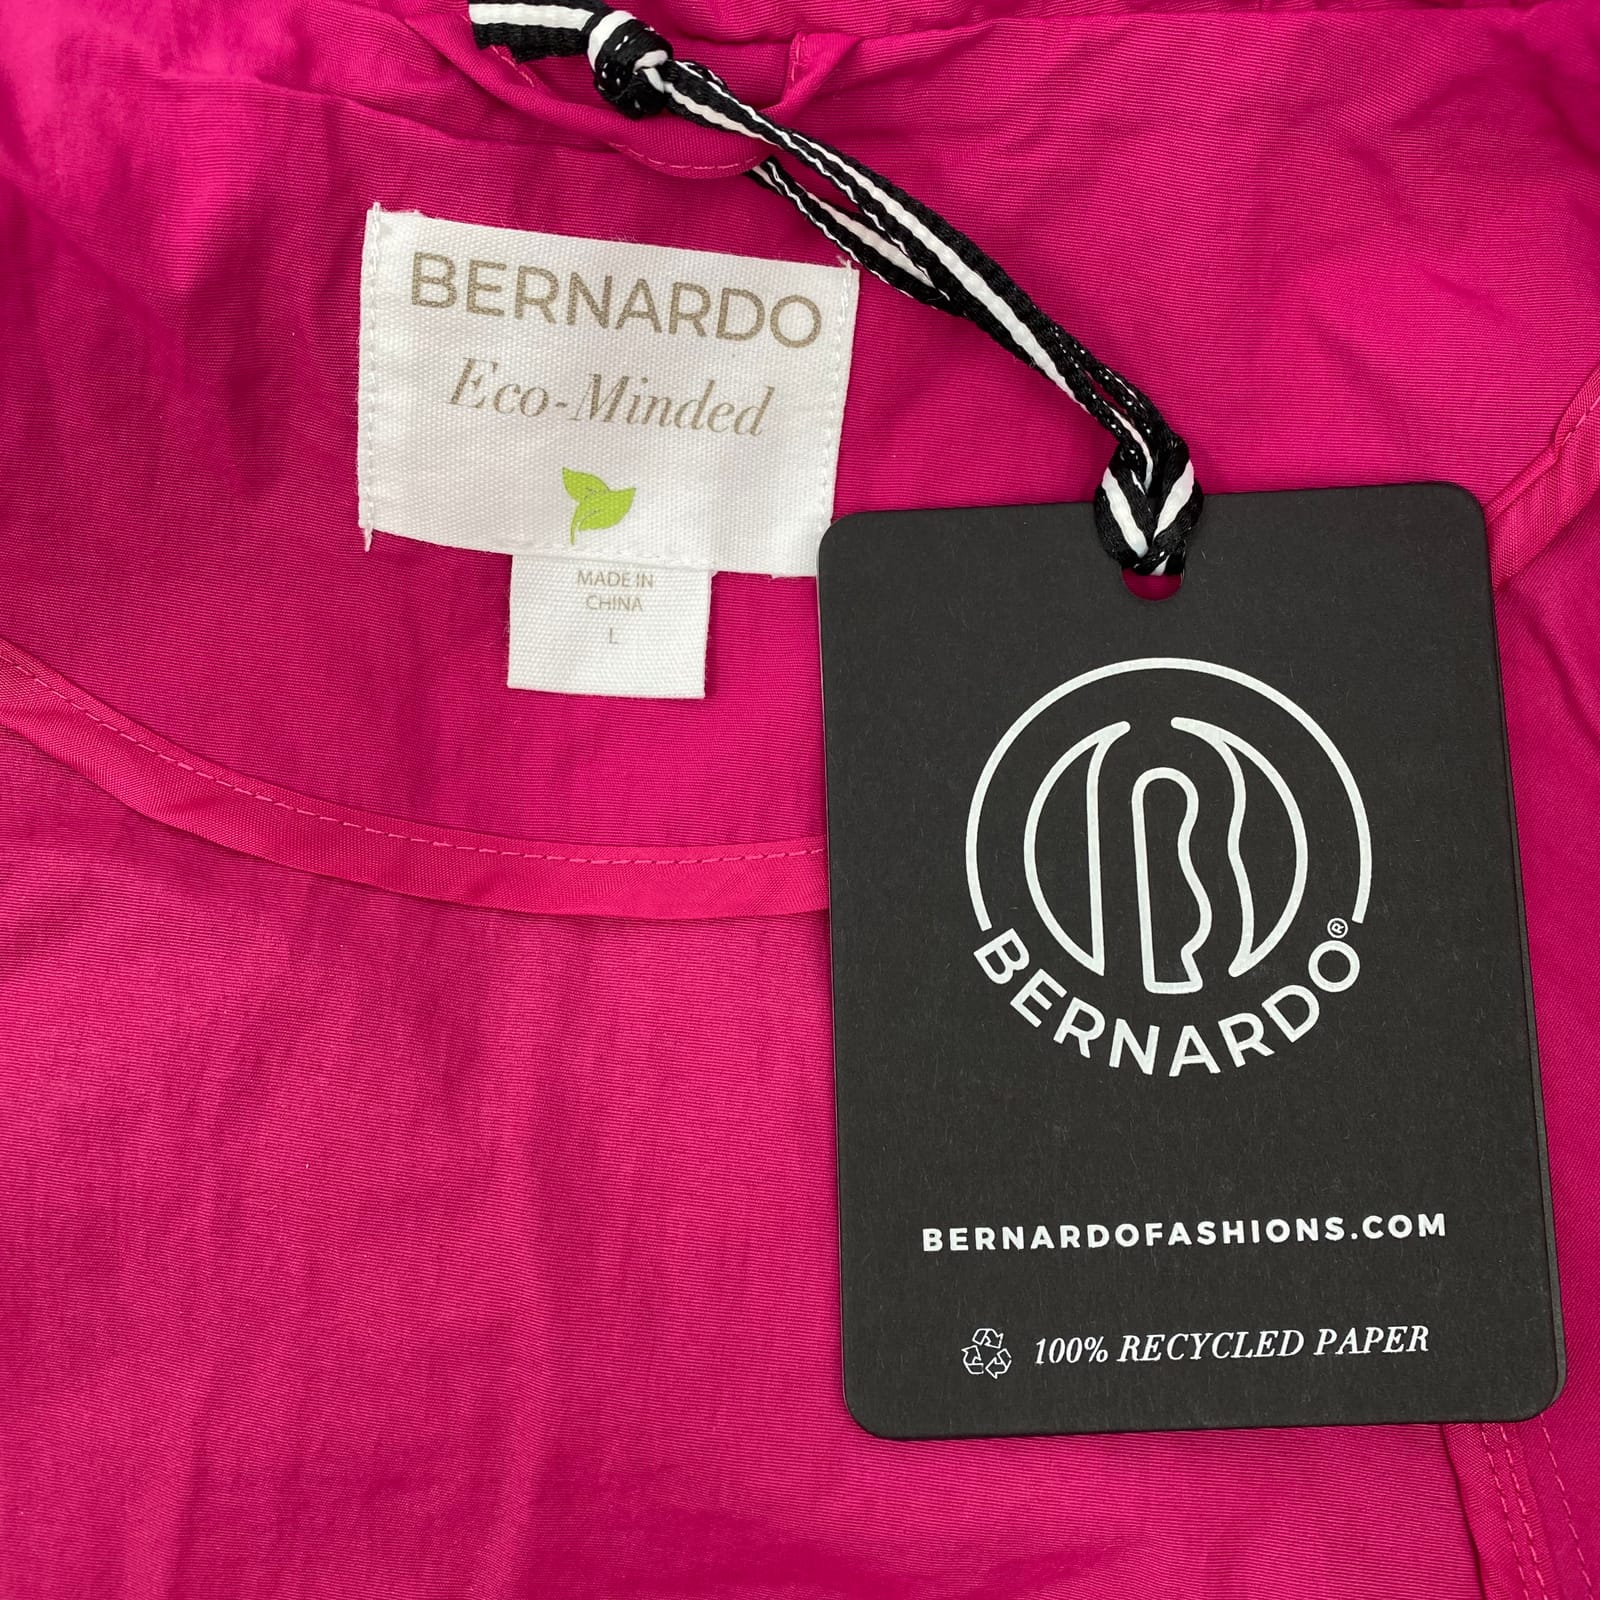 BERNARDO
Eco-Minded
MADE IN
CHINA
L
BERNARDO®
BERNARDOFASHIONS.COM
100% RECYCLED PAPER